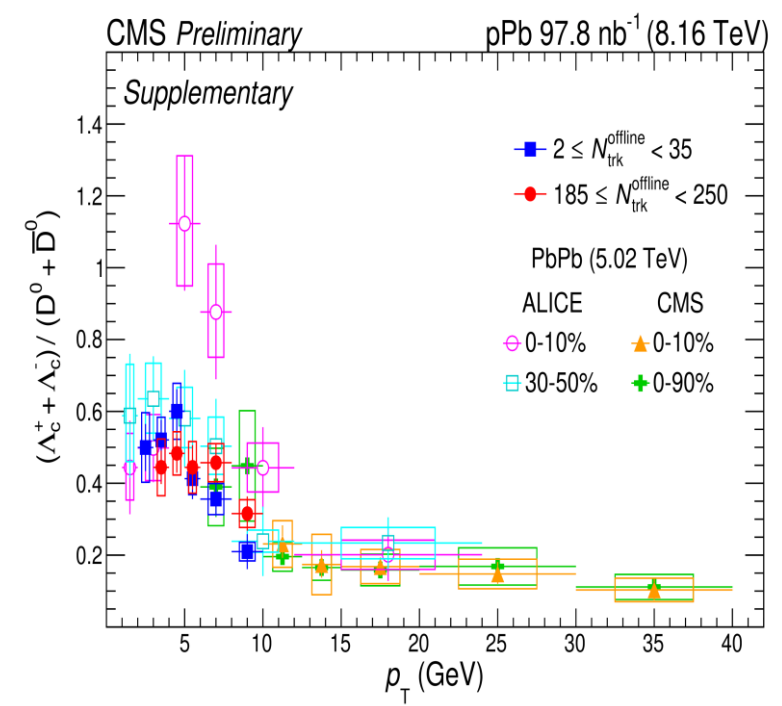 CMS Preliminary pPb 97.8 nb⁻¹ (8.16 TeV)
Supplementary
2 ≤ N_trk^offline < 35
185 ≤ N_trk^offline < 250
PbPb (5.02 TeV)
ALICE CMS
0-10% 0-10%
30-50% 0-90%
(Λ_c^+ + Λ_c^-) / (D⁰ + D̅⁰)
1.4
1.2
1
0.8
0.6
0.4
0.2
5 10 15 20 25 30 35 40
p_T (GeV)